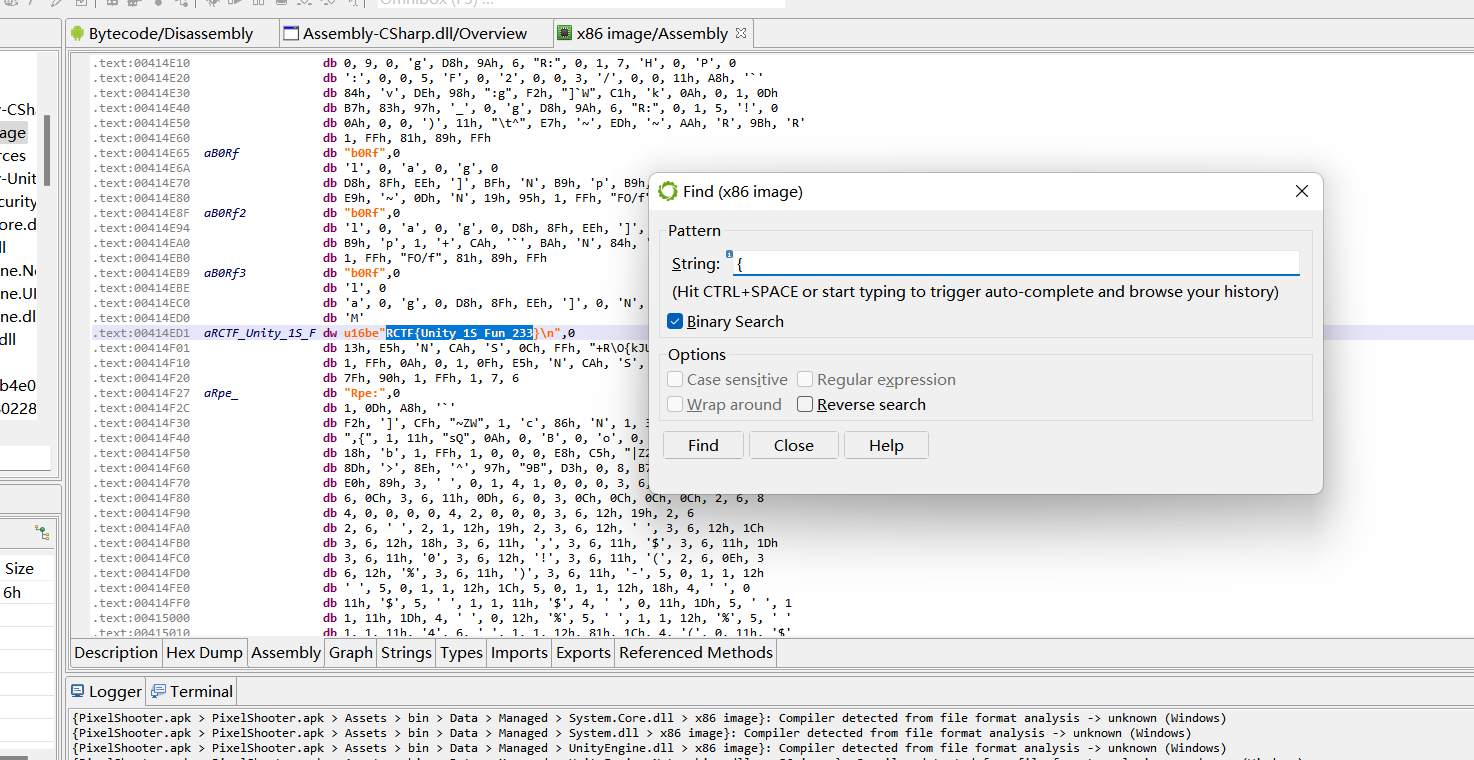 Bytecode/Disassembly
Assembly-CSharp.dll/Overview
x86 image/Assembly
.text:00414E10 db 0, 9, 0, 'g', D8h, 9Ah, 6, "R:", 0, 1, 7, 'H', 0, 'P', 0
.text:00414E20 db ':', 0, 0, 5, 'F', 0, '2', 0, 0, 3, '/', 0, 0, 11h, A8h, '`'
.text:00414E30 db 84h, 'v', DEh, 98h, ":g", F2h, "]`W", C1h, 'k', 0Ah, 0, 1, 0Dh
.text:00414E40 db B7h, 83h, 97h, '_', 0, 'g', D8h, 9Ah, 6, "R:", 0, 1, 5, '!', 0
.text:00414E50 db 0Ah, 0, 0, ')', 11h, "\t^", E7h, '~', EDh, '~', AAh, 'R', 9Bh, 'R'
.text:00414E60 db 1, FFh, 81h, 89h, FFh
.text:00414E65 aB0Rf db "b0Rf",0
.text:00414E6A db 'l', 0, 'a', 0, 'g', 0
.text:00414E70 db D8h, 8Fh, EEh, ']', BFh, 'N', B9h, 'p', B9h,
.text:00414E80 db E9h, '~', 0Dh, 'N', 19h, 95h, 1, FFh, "FO/f"
.text:00414E8F aB0Rf2 db "b0Rf",0
.text:00414E94 db 'l', 0, 'a', 0, 'g', 0, D8h, 8Fh, EEh, ']',
.text:00414EA0 db B9h, 'p', 1, '+', CAh, '`', BAh, 'N', 84h, '
.text:00414EB0 db 1, FFh, "FO/f", 81h, 89h, FFh
.text:00414EB9 aB0Rf3 db "b0Rf",0
.text:00414EBE db 'l', 0
.text:00414EC0 db 'a', 0, 'g', 0, D8h, 8Fh, EEh, ']', 0, 'N',
.text:00414ED0 db 'M'
.text:00414ED1 aRCTF_Unity_1S_F dw u16be"RCTF{Unity_1S_Fun_233}\n",0
.text:00414F01 db 13h, E5h, 'N', CAh, 'S', 0Ch, FFh, "+R\O{kJU
.text:00414F10 db 1, FFh, 0Ah, 0, 1, 0Fh, E5h, 'N', CAh, 'S',
.text:00414F20 db 7Fh, 90h, 1, FFh, 1, 7, 6
.text:00414F27 aRpe_ db "Rpe:",0
.text:00414F2C db 1, 0Dh, A8h, '`'
.text:00414F30 db F2h, ']', CFh, "~ZW", 1, 'c', 86h, 'N', 1, 3
.text:00414F40 db ",{", 1, 11h, "sQ", 0Ah, 0, 'B', 0, 'o', 0,
.text:00414F50 db 18h, 'b', 1, FFh, 1, 0, 0, 0, E8h, C5h, "|Z2
.text:00414F60 db 8Dh, '>', 8Eh, '^', 97h, "9B", D3h, 0, 8, B7
.text:00414F70 db E0h, 89h, 3, ' ', 0, 1, 4, 1, 0, 0, 0, 3, 6,
.text:00414F80 db 6, 0Ch, 3, 6, 11h, 0Dh, 6, 0, 3, 0Ch, 0Ch, 0Ch, 0Ch, 2, 6, 8
.text:00414F90 db 4, 0, 0, 0, 0, 4, 2, 0, 0, 0, 3, 6, 12h, 19h, 2, 6
.text:00414FA0 db 2, 6, ' ', 2, 1, 12h, 19h, 2, 3, 6, 12h, ' ', 3, 6, 12h, 1Ch
.text:00414FB0 db 3, 6, 12h, 18h, 3, 6, 11h, ',', 3, 6, 11h, '$', 3, 6, 11h, 1Dh
.text:00414FC0 db 3, 6, 11h, '0', 3, 6, 12h, '!', 3, 6, 11h, '(', 2, 6, 0Eh, 3
.text:00414FD0 db 6, 12h, '%', 3, 6, 11h, ')', 3, 6, 11h, '-', 5, 0, 1, 1, 12h
.text:00414FE0 db ' ', 5, 0, 1, 1, 12h, 1Ch, 5, 0, 1, 1, 12h, 18h, 4, ' ', 0
.text:00414FF0 db 11h, '$', 5, ' ', 1, 1, 11h, '$', 4, ' ', 0, 11h, 1Dh, 5, ' ', 1
.text:00415000 db 1, 11h, 1Dh, 4, ' ', 0, 12h, '%', 5, ' ', 1, 1, 12h, '%', 5, ' '
.text:00415010 db 1, 1, 11h, '4', 6, ' ', 1, 1, 12h, 81h, 1Ch, 4, '(', 0, 11h, '$'
Find (x86 image)
Pattern
String: {
(Hit CTRL+SPACE or start typing to trigger auto-complete and browse your history)
Binary Search
Options
Case sensitive Regular expression
Wrap around Reverse search
Find Close Help
-CSha
age
rces
-Unit
curity
ore.d
ll
ine.Ne
ine.UI
ine.dl
dll
b4e0
60228
Size
6h
Description Hex Dump Assembly Graph Strings Types Imports Exports Referenced Methods
Logger Terminal
{PixelShooter.apk > PixelShooter.apk > Assets > bin > Data > Managed > System.Core.dll > x86 image}: Compiler detected from file format analysis -> unknown (Windows)
{PixelShooter.apk > PixelShooter.apk > Assets > bin > Data > Managed > System.dll > x86 image}: Compiler detected from file format analysis -> unknown (Windows)
{PixelShooter.apk > PixelShooter.apk > Assets > bin > Data > Managed > UnityEngine.dll > x86 image}: Compiler detected from file format analysis -> unknown (Windows)